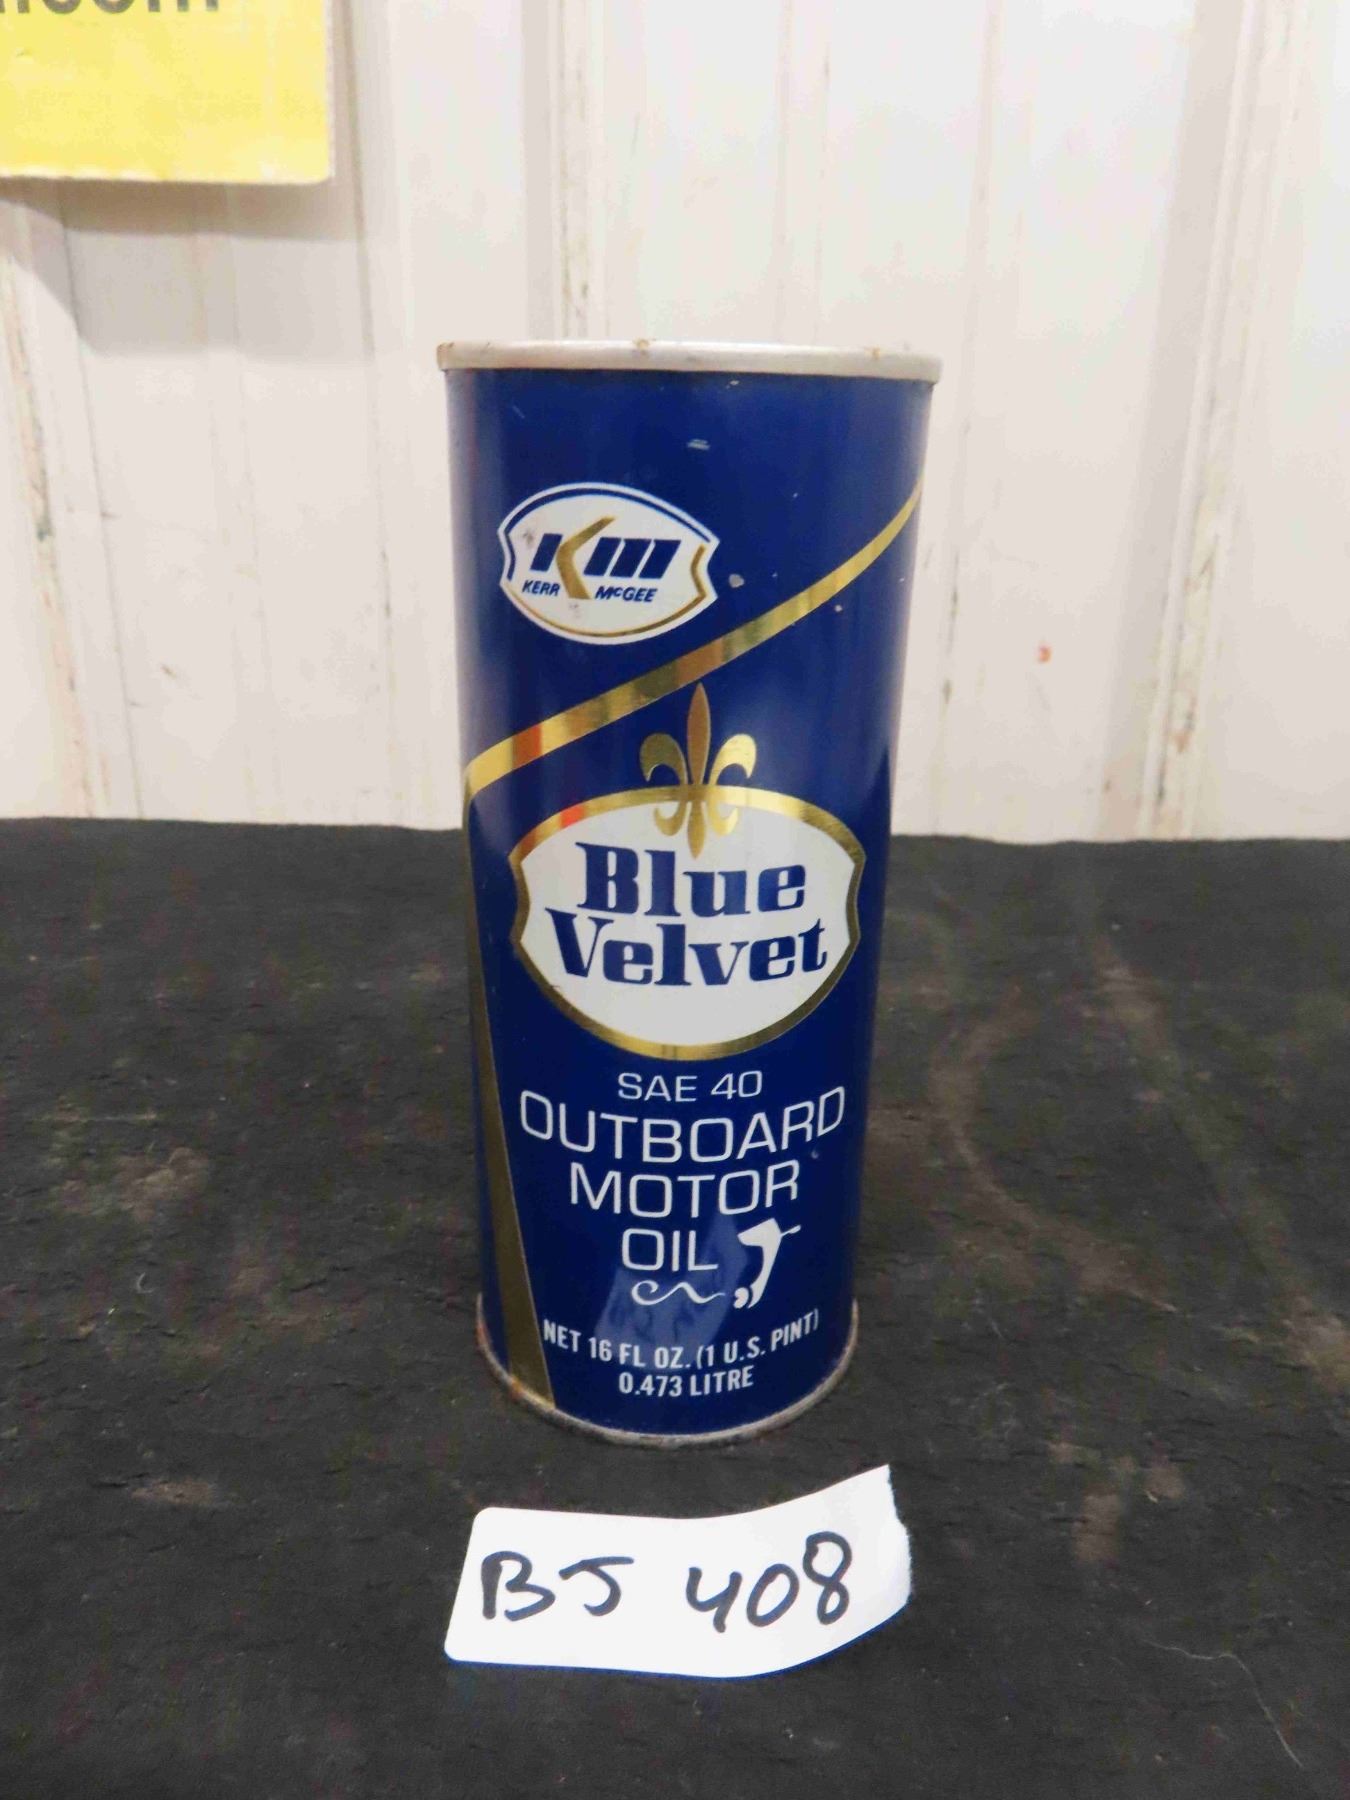 .com
Km
KERR McGEE
Blue
Velvet
SAE 40
OUTBOARD
MOTOR
OIL
NET 16 FL OZ. (1 U.S. PINT)
0.473 LITRE
BJ 408